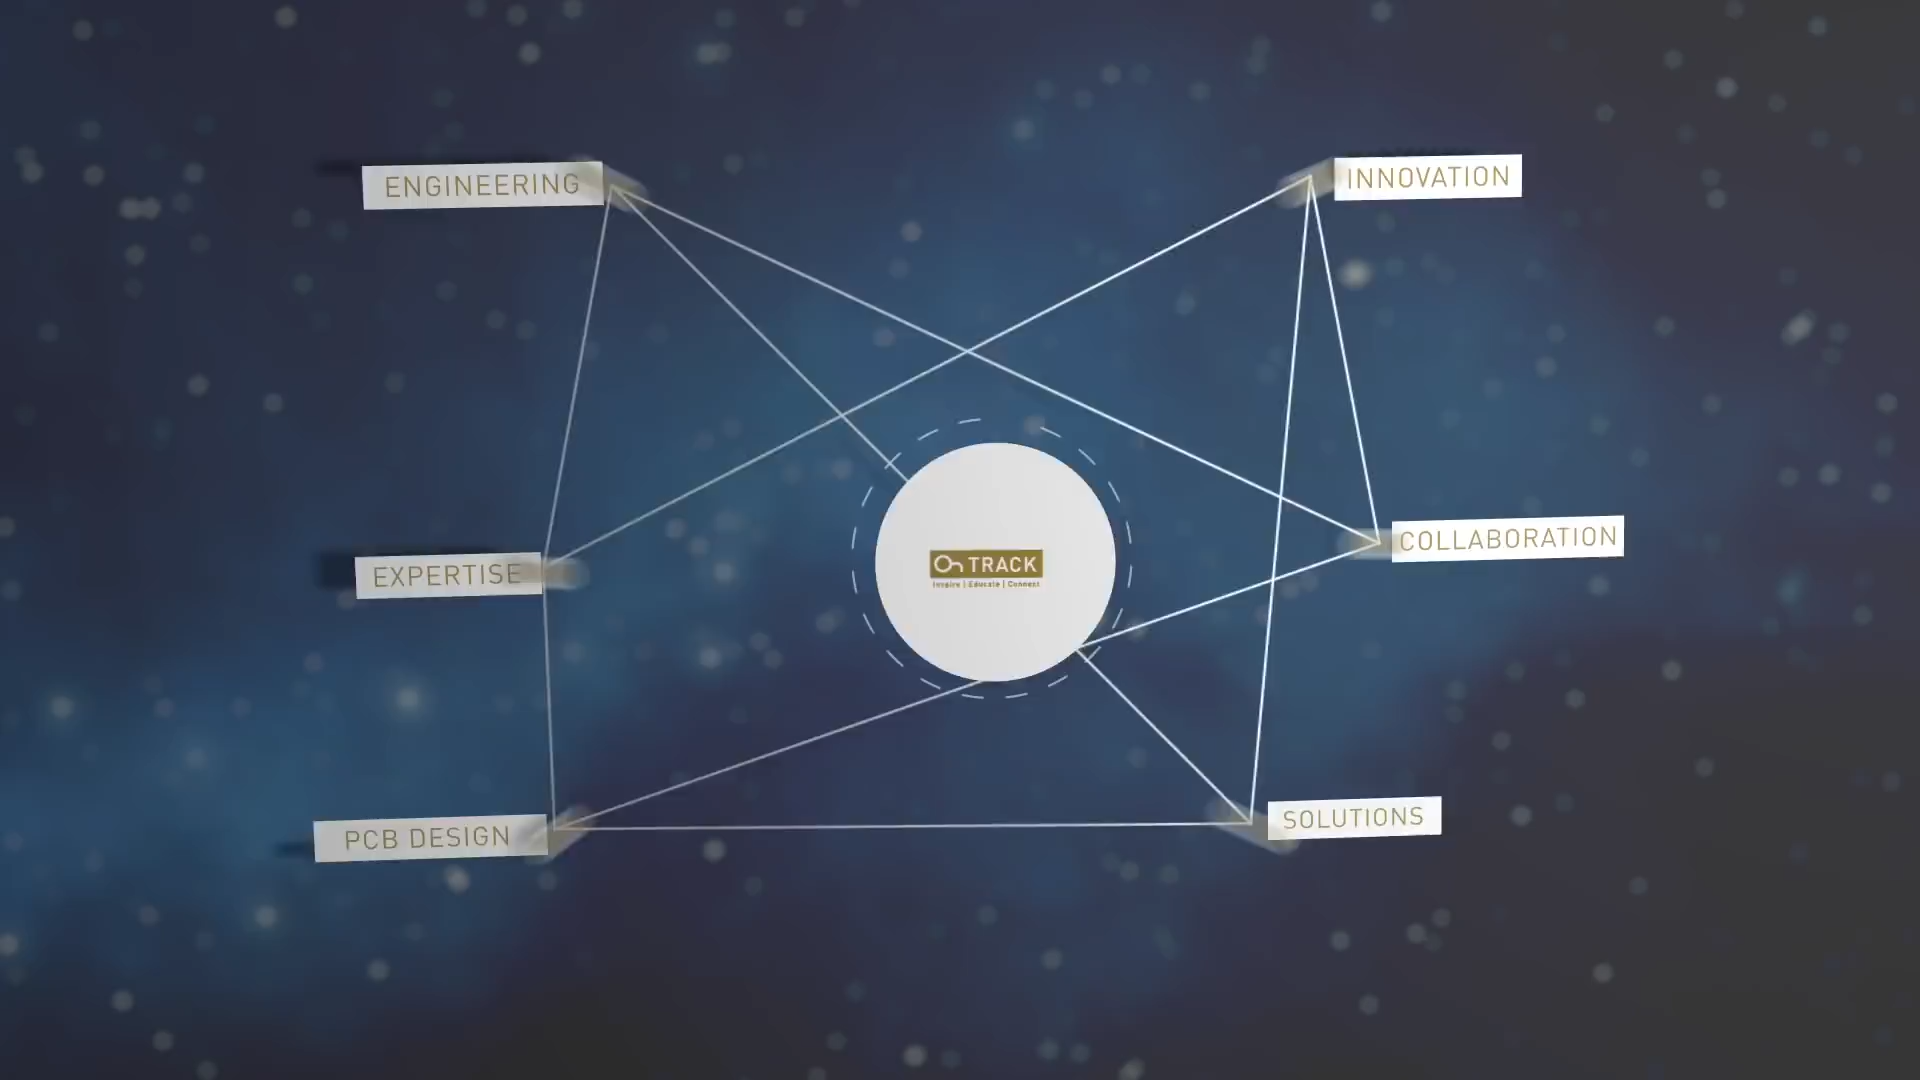 ENGINEERING
INNOVATION
EXPERTISE
COLLABORATION
On TRACK
Inspire | Educate | Connect
PCB DESIGN
SOLUTIONS